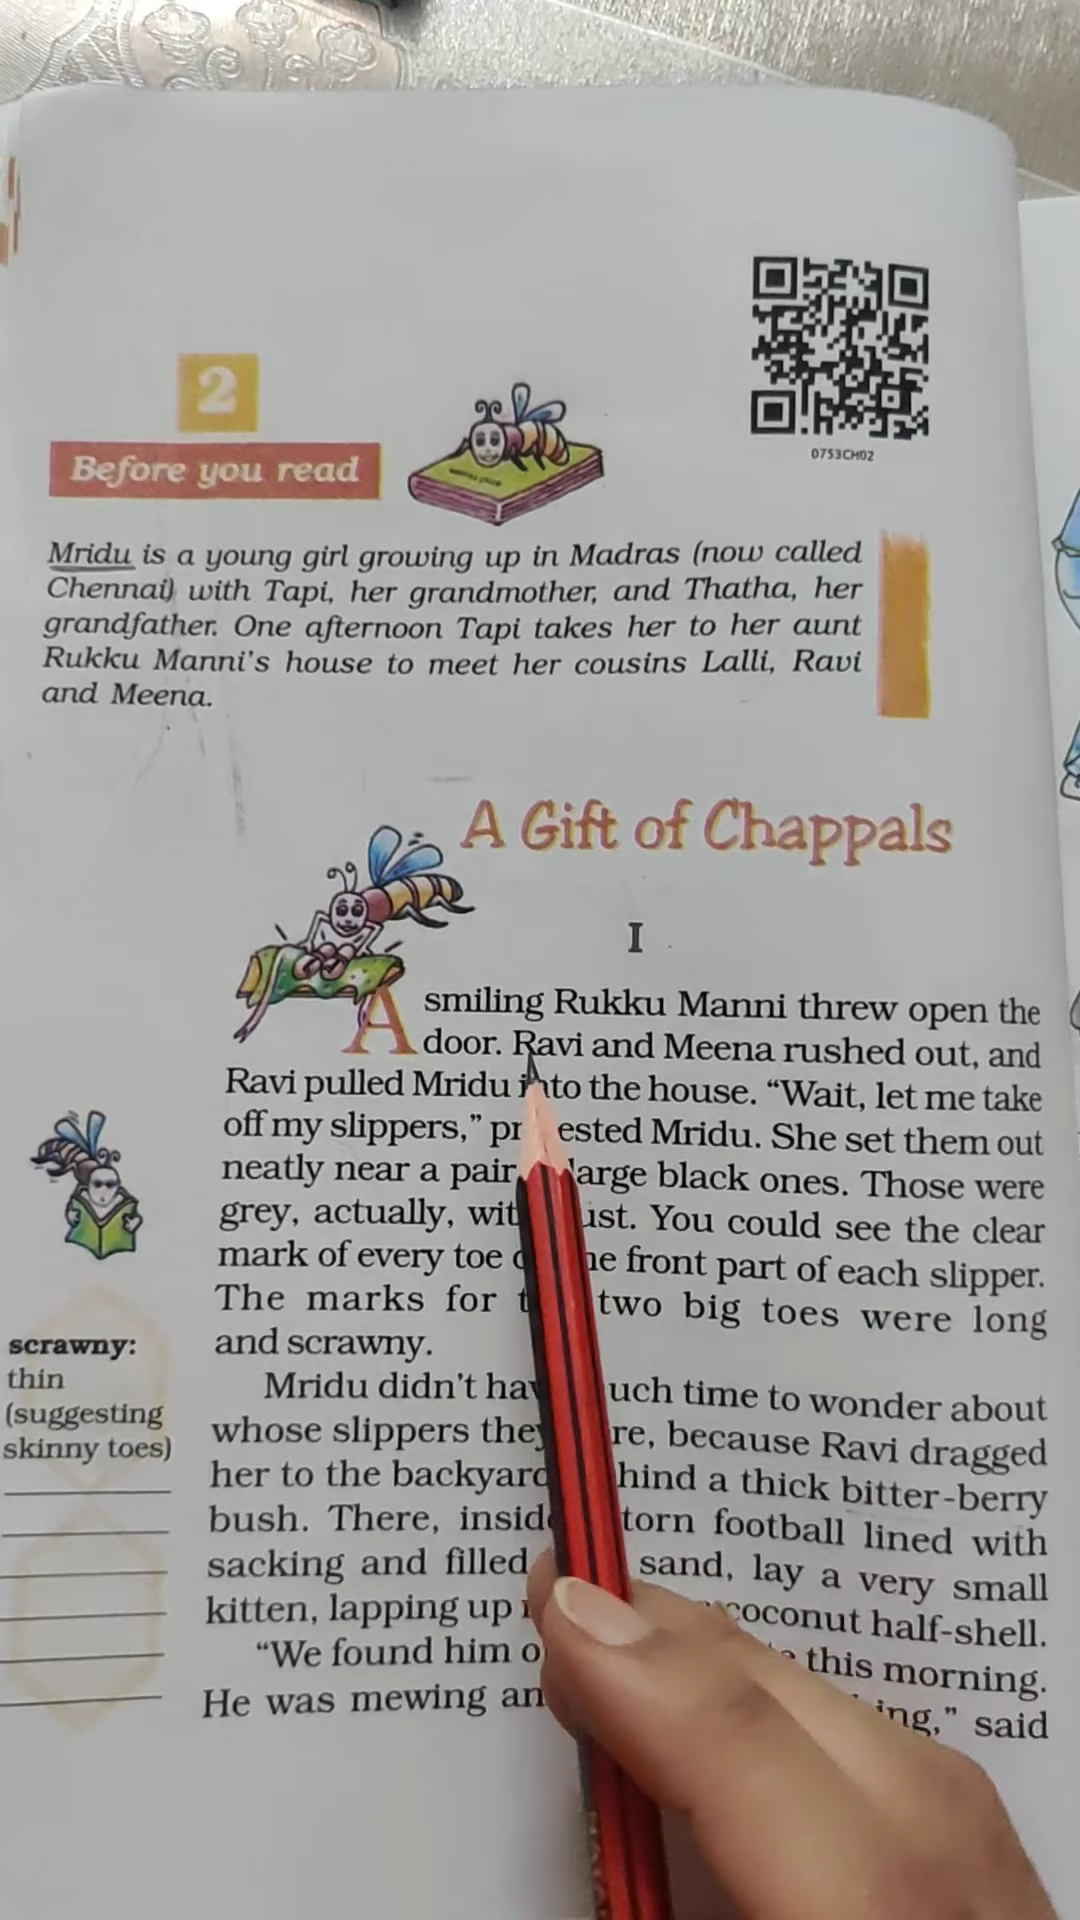 0753CH02
2
Before you read
Mridu is a young girl growing up in Madras (now called
Chennai) with Tapi, her grandmother, and Thatha, her
grandfather. One afternoon Tapi takes her to her aunt
Rukku Manni's house to meet her cousins Lalli, Ravi
and Meena.
A Gift of Chappals
I
A smiling Rukku Manni threw open the
door. Ravi and Meena rushed out, and
Ravi pulled Mridu into the house. “Wait, let me take
off my slippers,” protested Mridu. She set them out
neatly near a pair large black ones. Those were
grey, actually, with dust. You could see the clear
mark of every toe the front part of each slipper.
The marks for two big toes were long
and scrawny.
scrawny:
thin
(suggesting
skinny toes)
Mridu didn't have much time to wonder about
whose slippers they were, because Ravi dragged
her to the backyard behind a thick bitter-berry
bush. There, inside torn football lined with
sacking and filled sand, lay a very small
kitten, lapping up coconut half-shell.
“We found him this morning.
He was mewing said